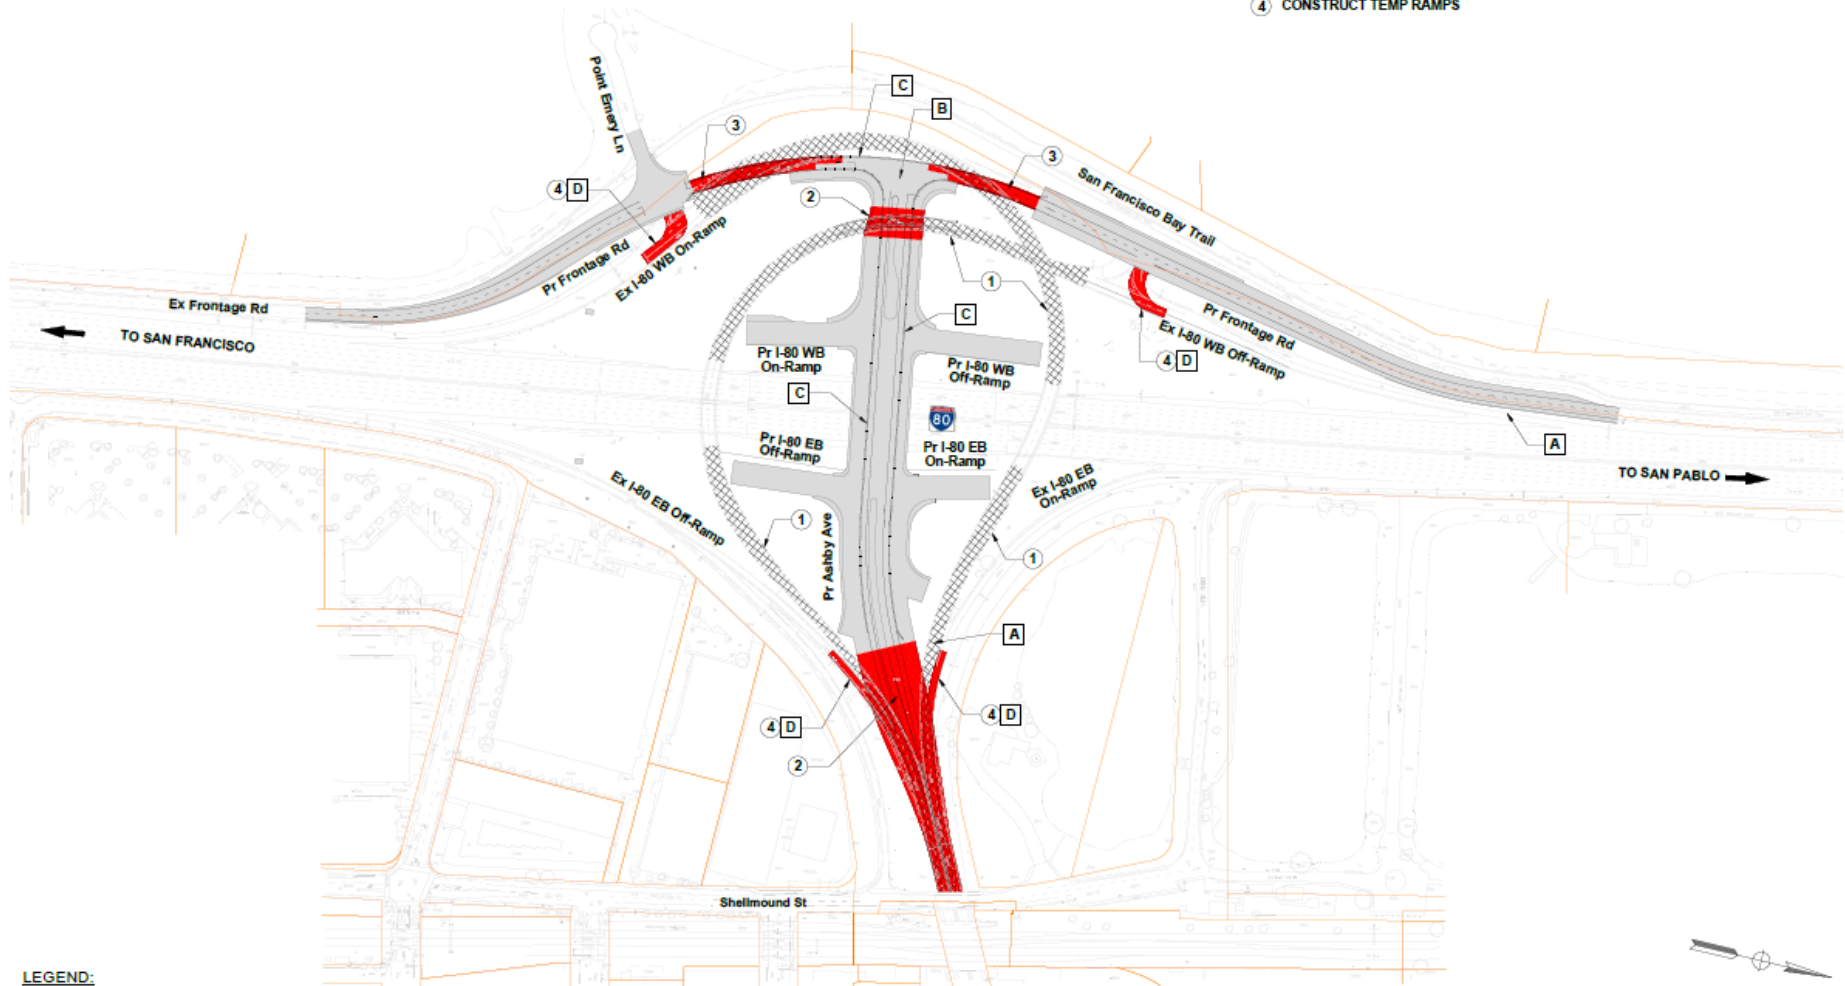 4 CONSTRUCT TEMP RAMPS
Point Emery Ln
C
B
3
3
4 D
2
San Francisco Bay Trail
Pr Frontage Rd
Ex I-80 WB On-Ramp
1
Ex Frontage Rd
TO SAN FRANCISCO
C
Pr Frontage Rd
Ex I-80 WB Off-Ramp
4 D
Pr I-80 WB
On-Ramp
Pr I-80 WB
Off-Ramp
C
80
A
Pr I-80 EB
Off-Ramp
Pr I-80 EB
On-Ramp
TO SAN PABLO
Ex I-80 EB Off-Ramp
Ex I-80 EB
On-Ramp
1
Pr Ashby Ave
1
A
4 D
4 D
2
Shellmound St
LEGEND: